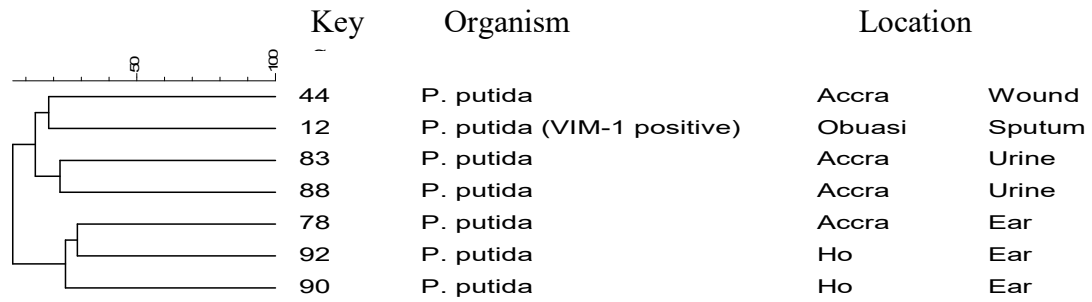 Key Organism Location
50 100
44 P. putida Accra Wound
12 P. putida (VIM-1 positive) Obuasi Sputum
83 P. putida Accra Urine
88 P. putida Accra Urine
78 P. putida Accra Ear
92 P. putida Ho Ear
90 P. putida Ho Ear